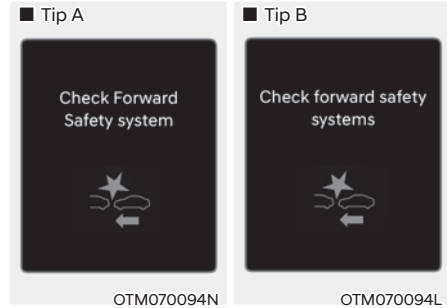 ■ Tip A
Check Forward
Safety system
OTM070094N
■ Tip B
Check forward safety
systems
OTM070094L